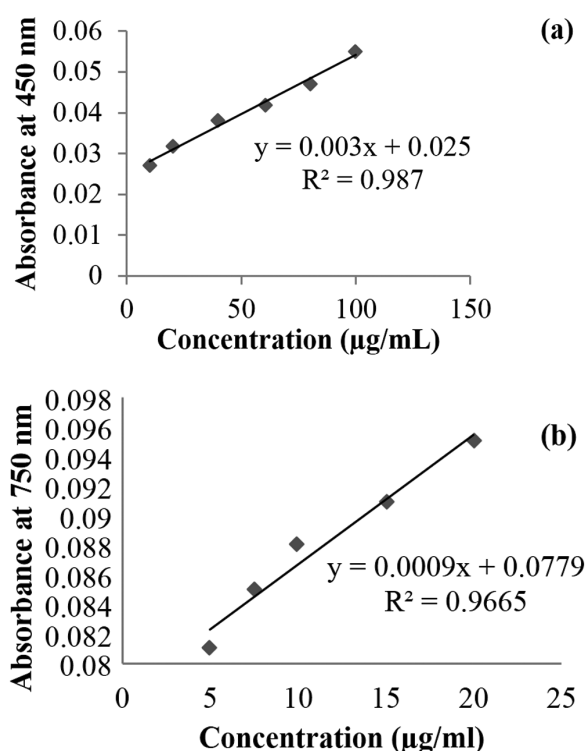 (a)
Absorbance at 450 nm
0.06
0.05
0.04
0.03
0.02
0.01
0
y = 0.003x + 0.025
R² = 0.987
0 50 100 150
Concentration (µg/mL)
(b)
Absorbance at 750 nm
0.098
0.096
0.094
0.092
0.09
0.088
0.086
0.084
0.082
0.08
y = 0.0009x + 0.0779
R² = 0.9665
0 5 10 15 20 25
Concentration (µg/ml)